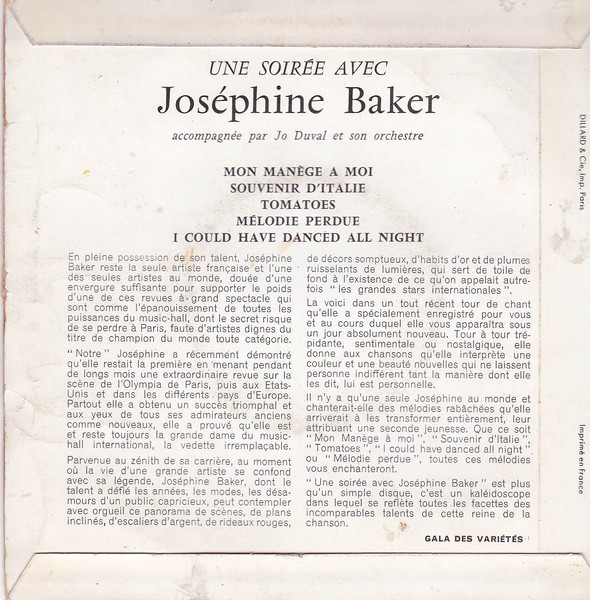 UNE SOIRÉE AVEC
Joséphine Baker
accompagnée par Jo Duval et son orchestre
MON MANÈGE A MOI
SOUVENIR D'ITALIE
TOMATOES
MÉLODIE PERDUE
I COULD HAVE DANCED ALL NIGHT
En pleine possession de son talent, Joséphine
Baker reste la seule artiste française et l'une
des seules artistes au monde, douée d'une
envergure suffisante pour supporter le poids
d'une de ces revues à grand spectacle qui
sont comme l'épanouissement de toutes les
puissances du music-hall, dont le secret risque
de se perdre à Paris, faute d'artistes dignes du
titre de champion du monde toute catégorie.
" Notre " Joséphine a récemment démontré
qu'elle restait la première en menant pendant
de longs mois une extraordinaire revue sur la
scène de l'Olympia de Paris, puis aux Etats-
Unis et dans les différents pays d'Europe.
Partout elle a obtenu un succès triomphal et
aux yeux de tous ses admirateurs anciens
comme nouveaux, elle a prouvé qu'elle est
et reste toujours la grande dame du music-
hall international, la vedette irremplaçable.
Parvenue au zénith de sa carrière, au moment
où la vie d'une grande artiste se confond
avec sa légende, Joséphine Baker, dont le
talent a défié les années, les modes, les désa-
mours d'un public capricieux, peut contempler
avec orgueil ce panorama de scènes, de plans
inclinés, d'escaliers d'argent, de rideaux rouges,
de décors somptueux, d'habits d'or et de plumes
ruisselants de lumières, qui sert de toile de
fond à l'existence de ce qu'on appelait autre-
fois " les grandes stars internationales ".
La voici dans un tout récent tour de chant
qu'elle a spécialement enregistré pour vous
et au cours duquel elle vous apparaîtra sous
un jour absolument nouveau. Tour à tour tré-
pidante, sentimentale ou nostalgique, elle
donne aux chansons qu'elle interprète une
couleur et une beauté nouvelles qui ne laissent
personne indifférent tant la manière dont elle
les dit, lui est personnelle.
Il n'y a qu'une seule Joséphine au monde et
chanterait-elle des mélodies rabâchées qu'elle
arriverait à les transformer entièrement, leur
attribuant une seconde jeunesse. Que ce soit
" Mon Manège à moi ", " Souvenir d'Italie ",
" Tomatoes ", " I could have danced all night "
ou " Mélodie perdue ", toutes ces mélodies
vous enchanteront.
" Une soirée avec Joséphine Baker " est plus
qu'un simple disque, c'est un kaléidoscope
dans lequel se reflète toutes les facettes des
incomparables talents de cette reine de la
chanson.
GALA DES VARIÉTÉS
DILLARD & Cie, Imp. Paris
Imprimé en France